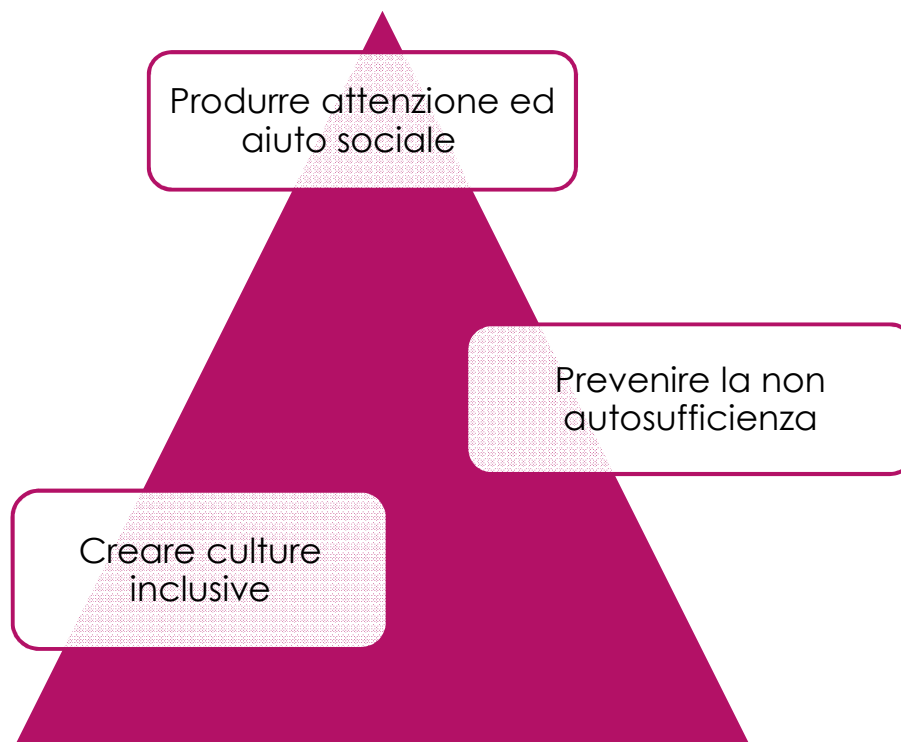 Produrre attenzione ed
aiuto sociale
Prevenire la non
autosufficienza
Creare culture
inclusive